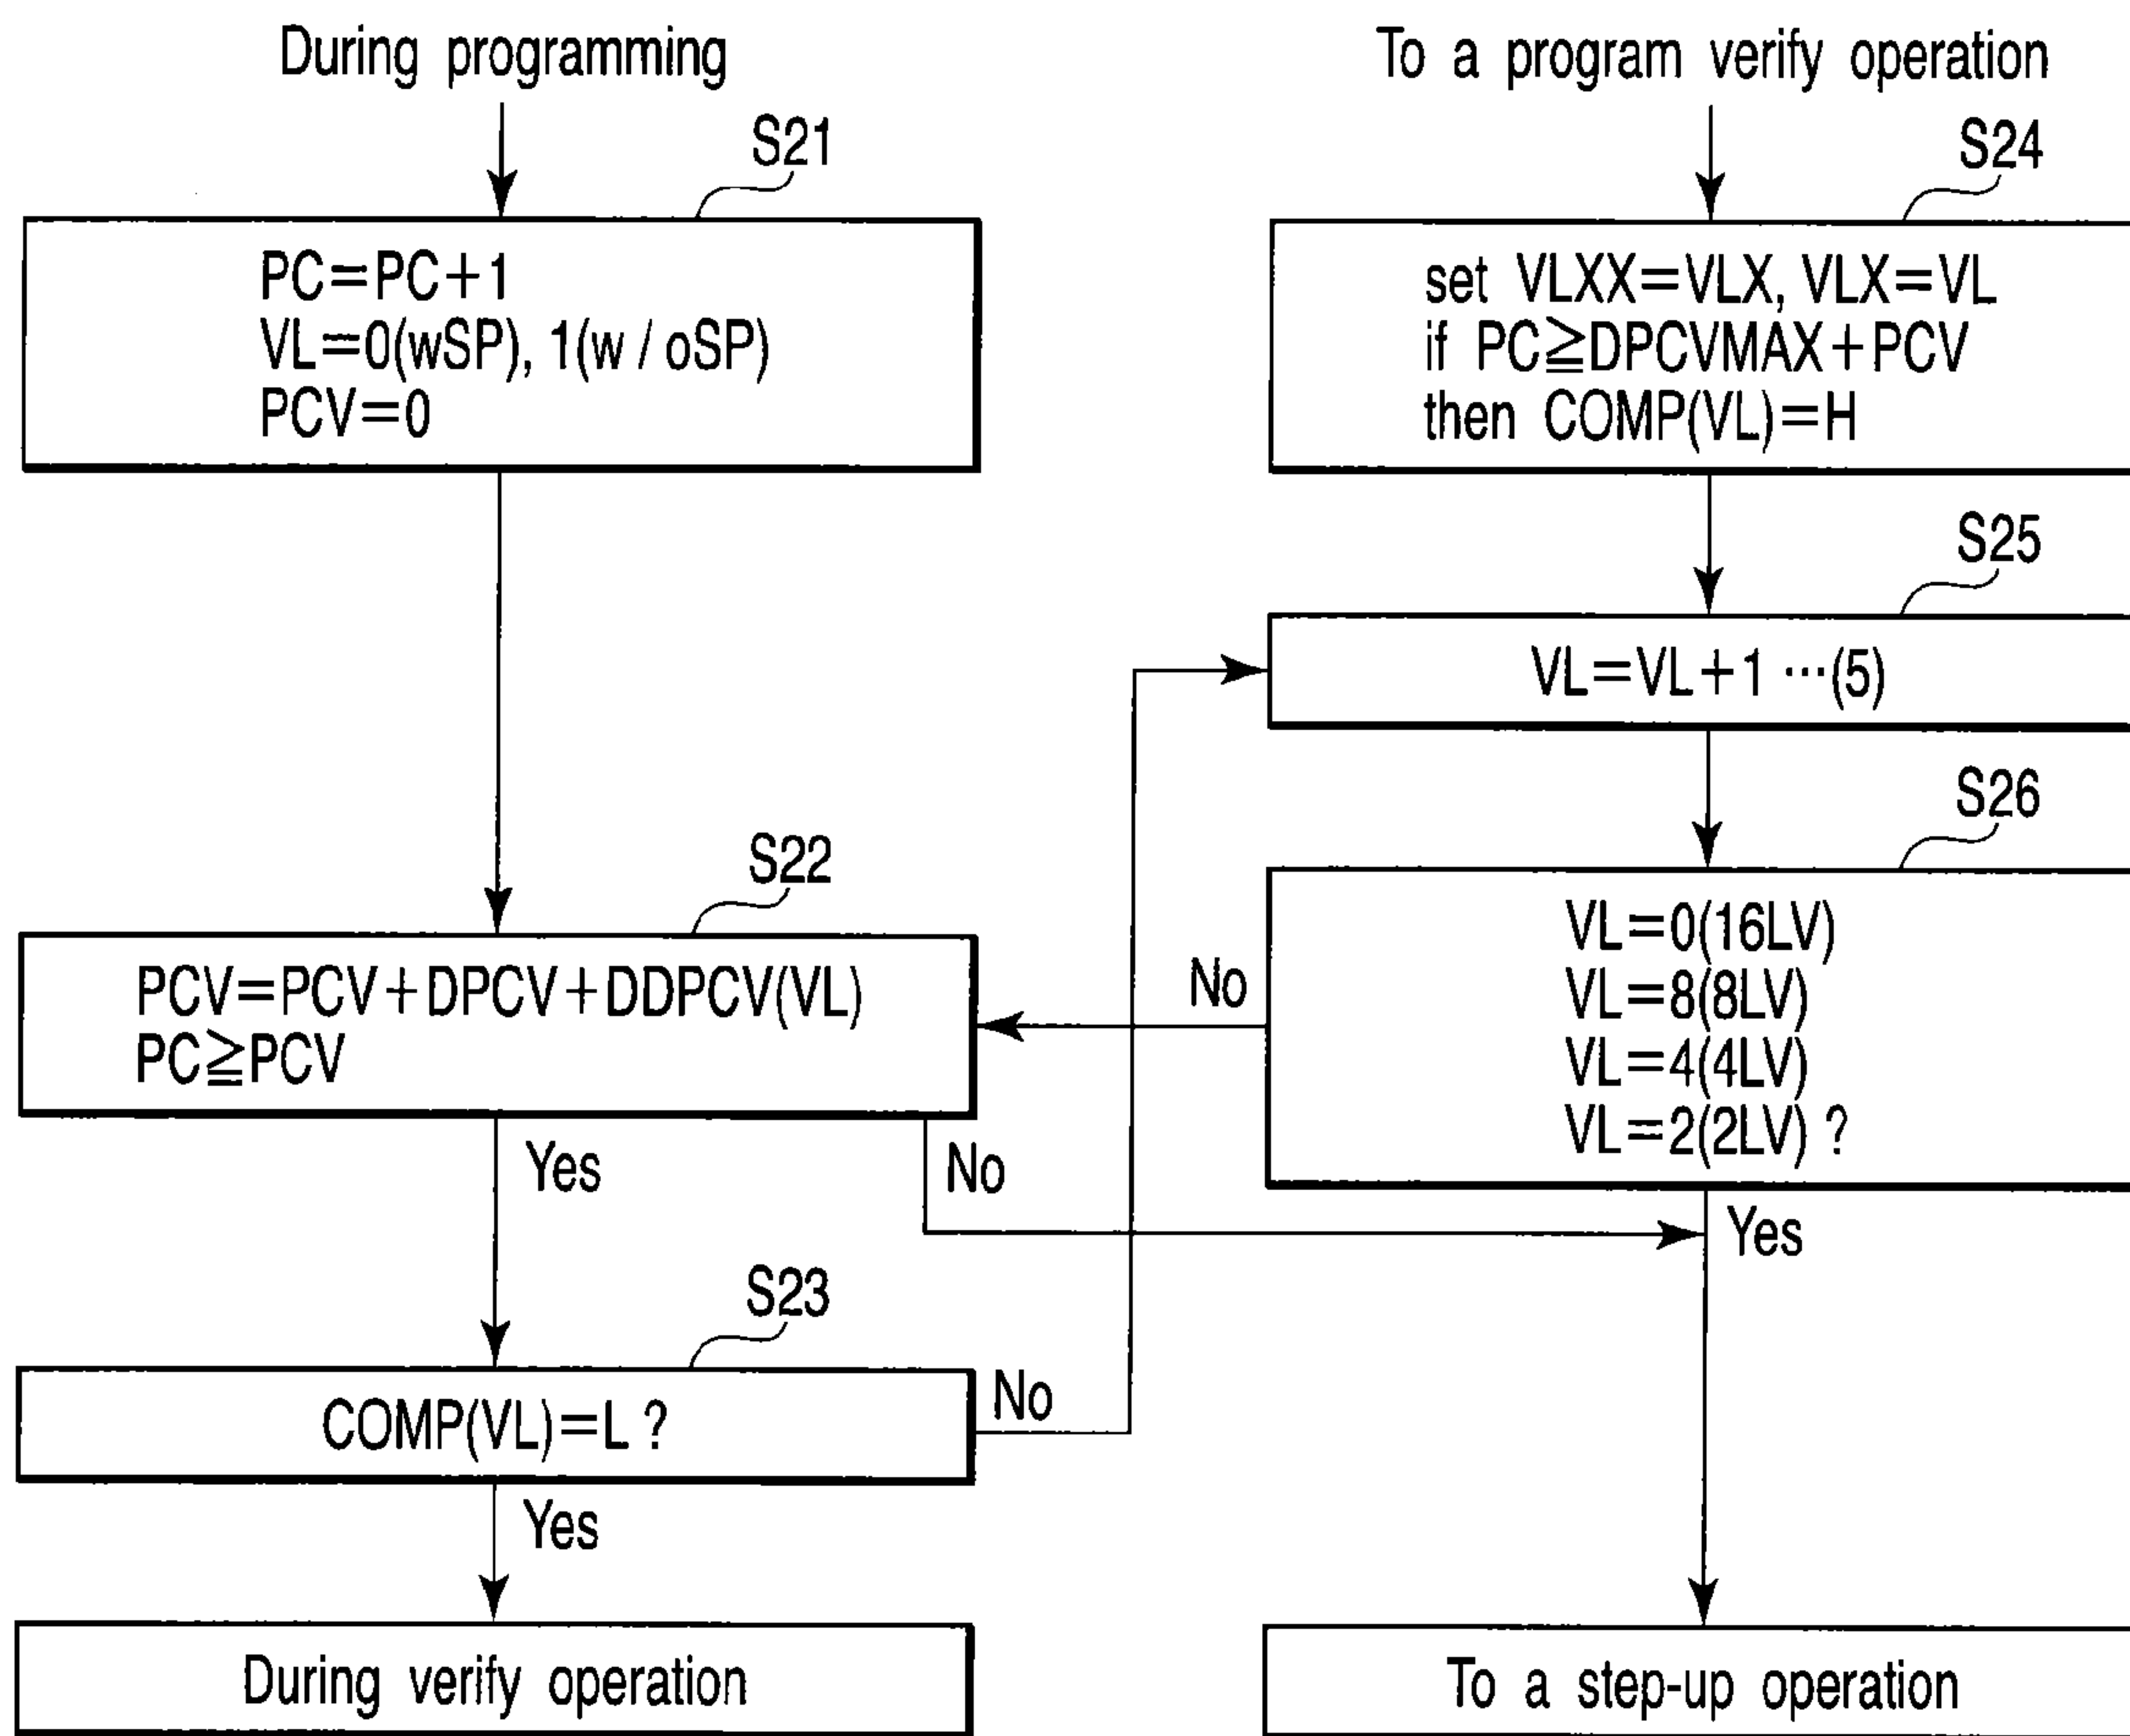 During programming
S21
PC=PC+1
VL=0(wSP), 1(w / oSP)
PCV=0
S22
PCV=PCV+DPCV+DDPCV(VL)
PC≧PCV
Yes
No
S23
COMP(VL)=L ?
No
Yes
During verify operation
To a program verify operation
S24
set VLXX=VLX, VLX=VL
if PC≧DPCVMAX+PCV
then COMP(VL)=H
S25
VL=VL+1 …(5)
S26
VL=0(16LV)
VL=8(8LV)
VL=4(4LV)
VL=2(2LV) ?
No
Yes
To a step-up operation